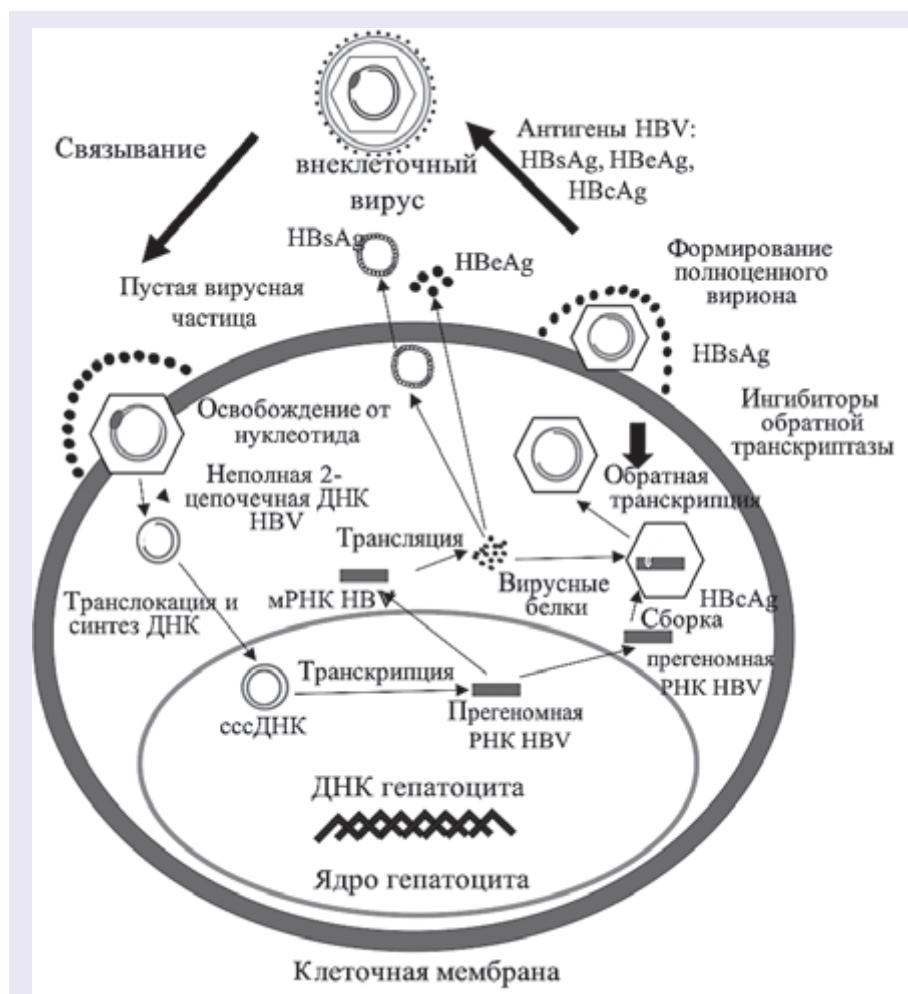 Связывание
внеклеточный
вирус
Антигены HBV:
HBsAg, HBeAg,
HBcAg
HBsAg
HBeAg
Формирование
полноценного
вириона
Пустая вирусная
частица
HBsAg
Освобождение от
нуклеотида
Ингибиторы
обратной
транскриптазы
Неполная 2-
цепочечная ДНК
HBV
Обратная
транскрипция
Трансляция
мРНК HBV
Вирусные
белки
HBcAg
Транслокация и
синтез ДНК
Сборка
прегеномная
РНК HBV
Транскрипция
сссДНК
Прегеномная
РНК HBV
ДНК гепатоцита
Ядро гепатоцита
Клеточная мембрана